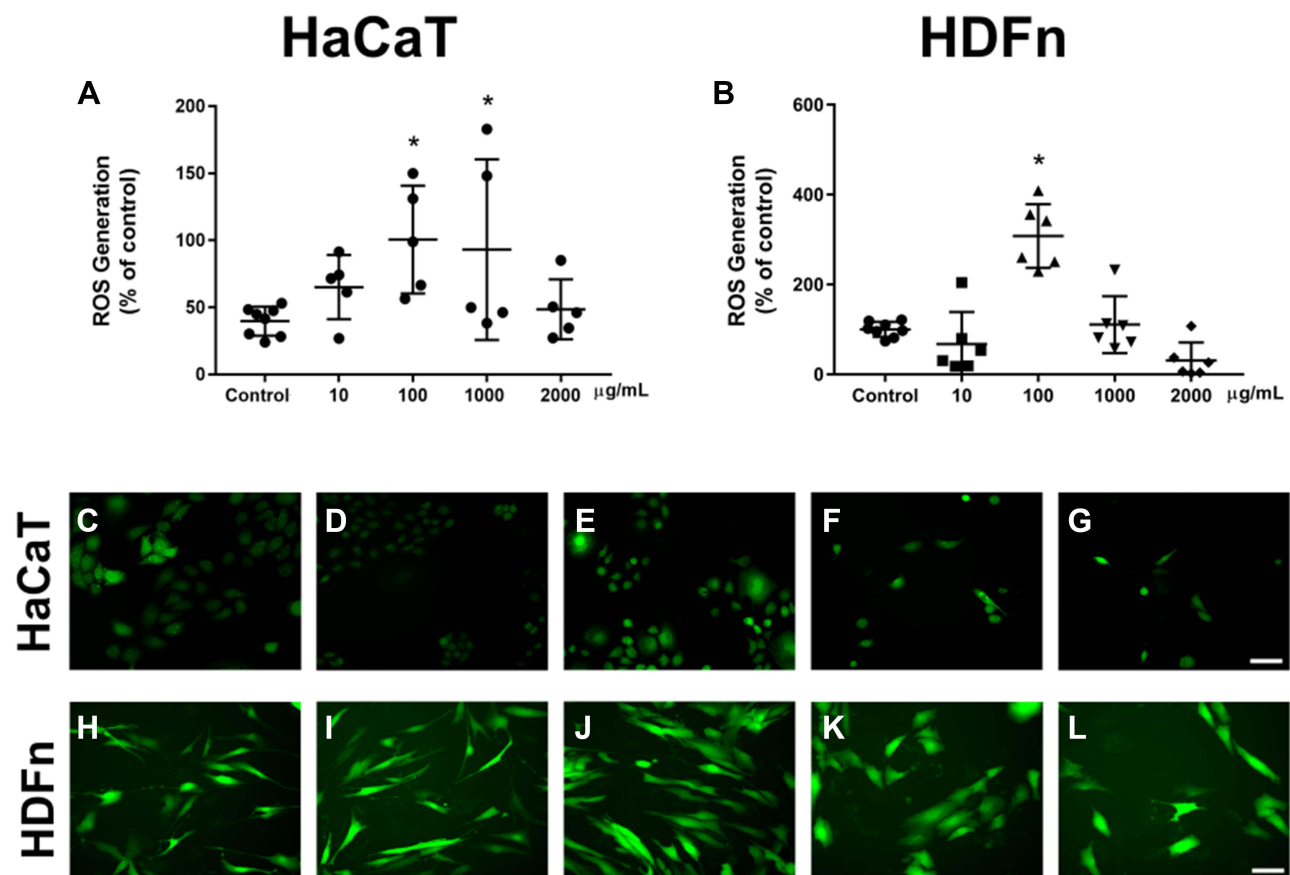 HaCaT
HDFn
A
B
ROS Generation
(% of control)
200
150
100
50
0
*
*
Control 10 100 1000 2000 μg/mL
ROS Generation
(% of control)
600
400
200
0
*
Control 10 100 1000 2000 μg/mL
HaCaT
C D E F G
HDFn
H I J K L